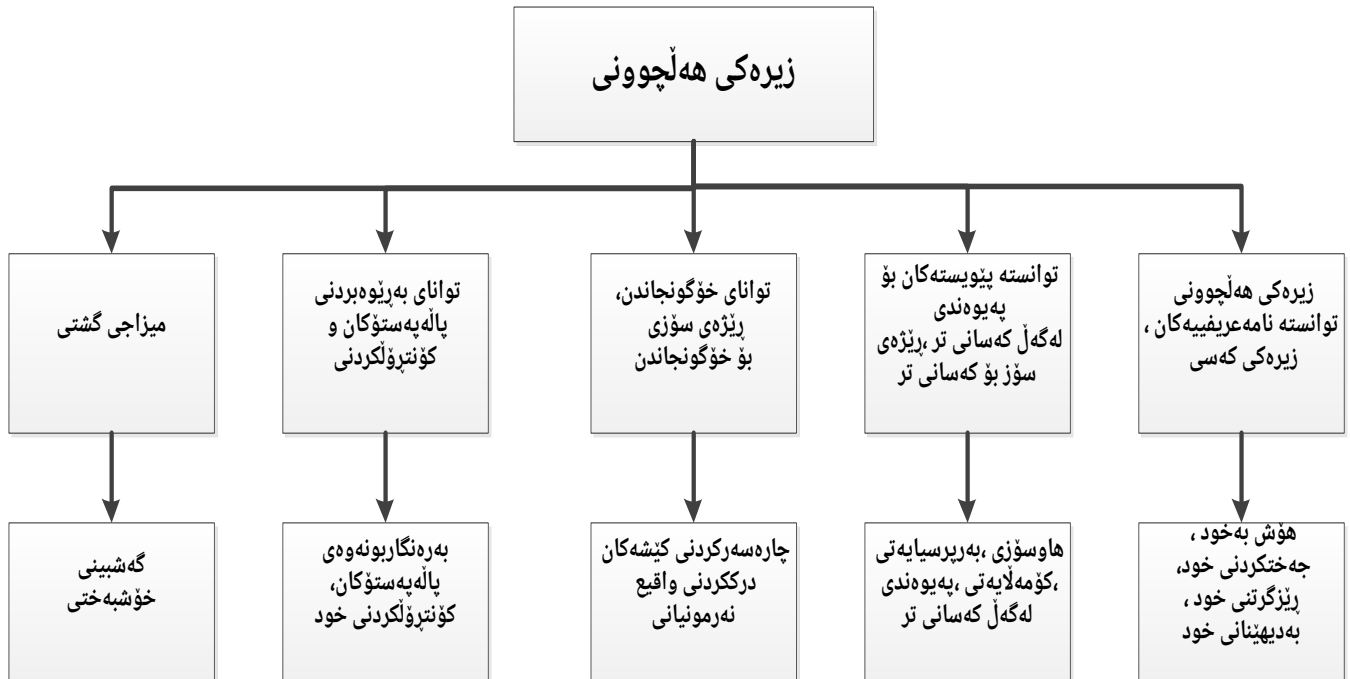 زیرەکی هەڵچوونی
زیرەکی هەڵچوونی
توانستە نامەعریفییەکان ،
زیرەکی کەسی
توانستە پێویستەکان بۆ
پەیوەندی
لەگەڵ کەسانی تر ،ڕێژەی
سۆز بۆ کەسانی تر
توانای خۆگونجاندن،
ڕێژەی سۆزی
بۆ خۆگونجاندن
توانای بەڕێوەبردنی
پاڵەپەستۆکان و
کۆنترۆڵکردنی
میزاجی گشتی
هۆش بەخود ،
جەختکردنی خود،
ڕێزگرتنی خود ،
بەدیهێنانی خود
هاوسۆزی ،بەرپرسیایەتی
،کۆمەڵایەتی ،پەیوەندی
لەگەڵ کەسانی تر
چارەسەرکردنی کێشەکان
درککردنی واقیع
نەرمونیانی
بەرەنگاربونەوەی
پاڵەپەستۆکان،
کۆنترۆڵکردنی خود
گەشبینی
خۆشبەختی